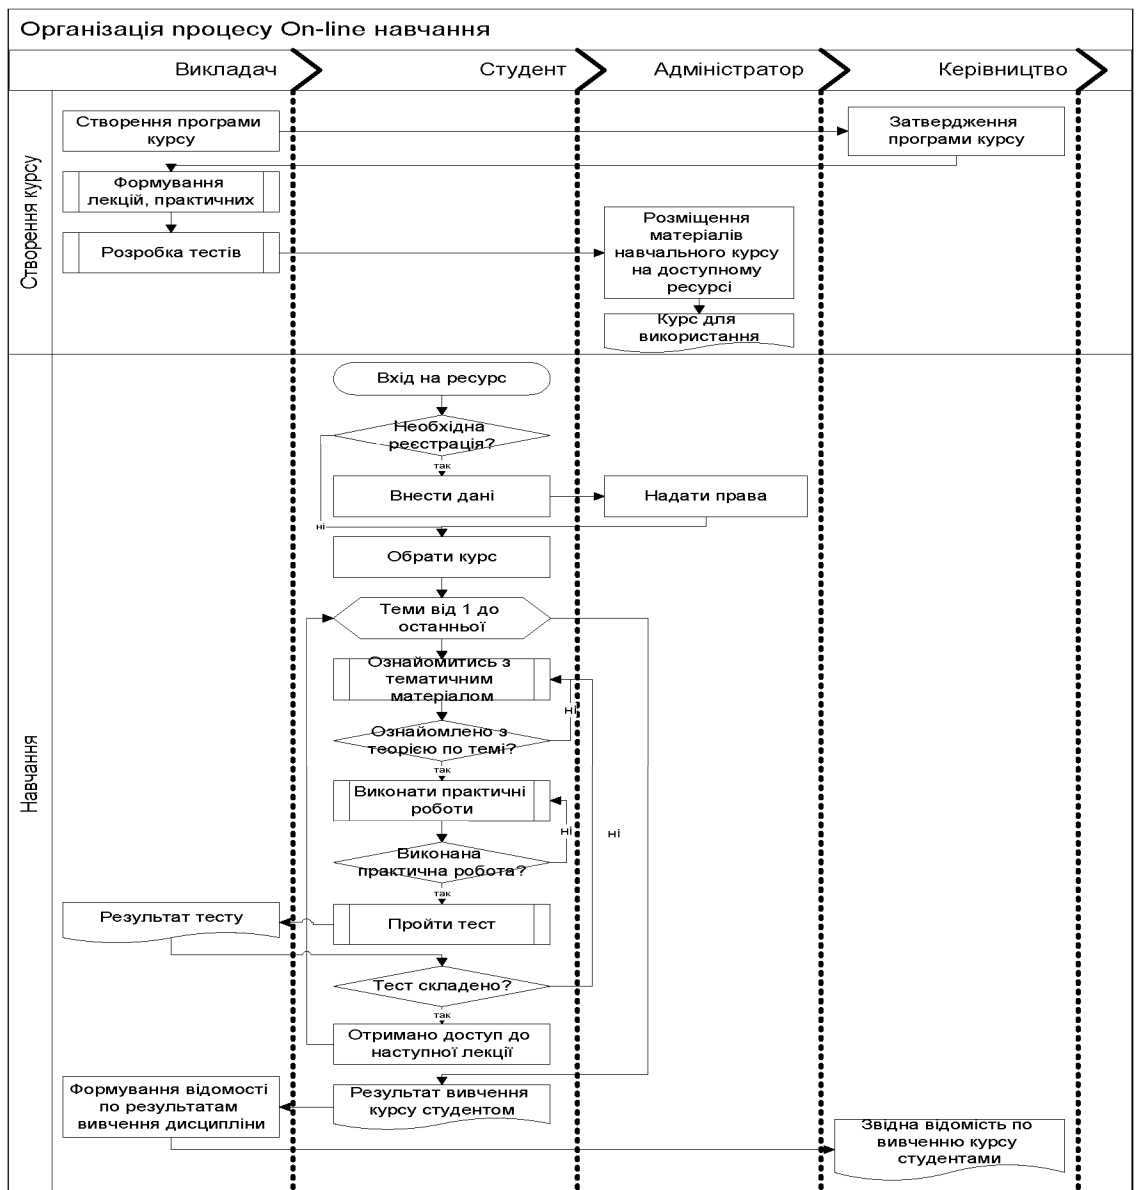 Організація процесу On-line навчання
Викладач
Студент
Адміністратор
Керівництво
Створення курсу
Створення програми
курсу
Затвердження
програми курсу
Формування
лекцій, практичних
Розробка тестів
Розміщення
матеріалів
навчального курсу
на доступному
ресурсі
Курс для
використання
Навчання
Вхід на ресурс
Необхідна
реєстрація?
так
Внести дані
Надати права
ні
Обрати курс
Теми від 1 до
останньої
Ознайомитись з
тематичним
матеріалом
ні
Ознайомлено з
теорією по темі?
так
Виконати практичні
роботи
ні
ні
Виконана
практична робота?
так
Результат тесту
Пройти тест
Тест складено?
так
Отримано доступ до
наступної лекції
Формування відомості
по результатам
вивчення дисципліни
Результат вивчення
курсу студентом
Звідна відомість по
вивченню курсу
студентами